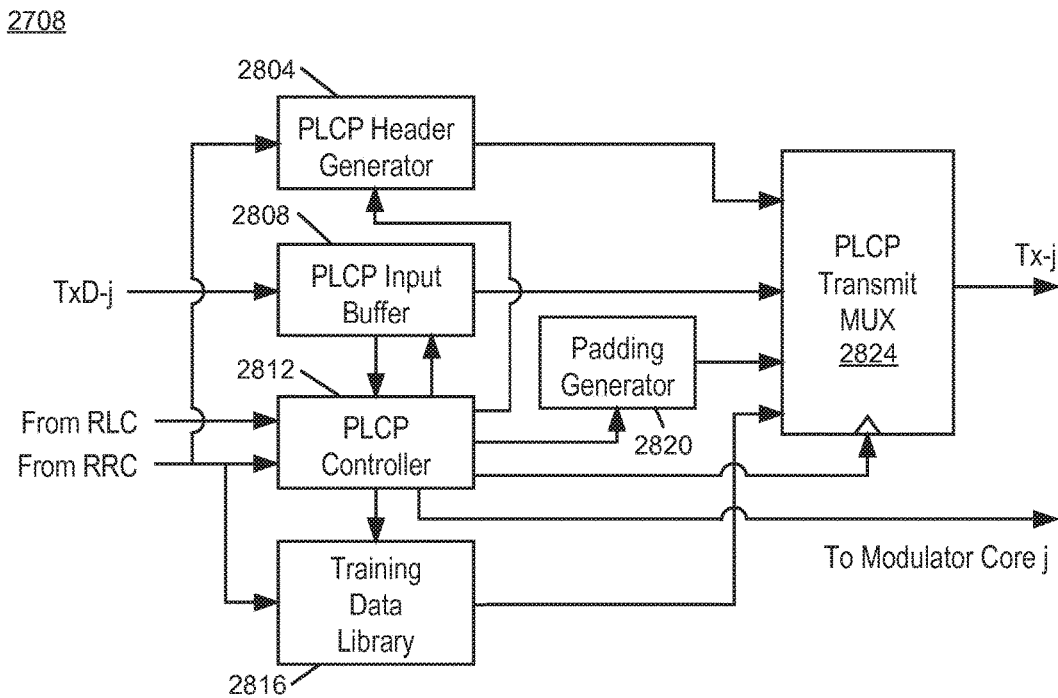 2708
2804
PLCP Header
Generator
2808
PLCP Input
Buffer
TxD-j
PLCP
Transmit
MUX
2824
Tx-j
Padding
Generator
2820
2812
PLCP
Controller
From RLC
From RRC
To Modulator Core j
Training
Data
Library
2816